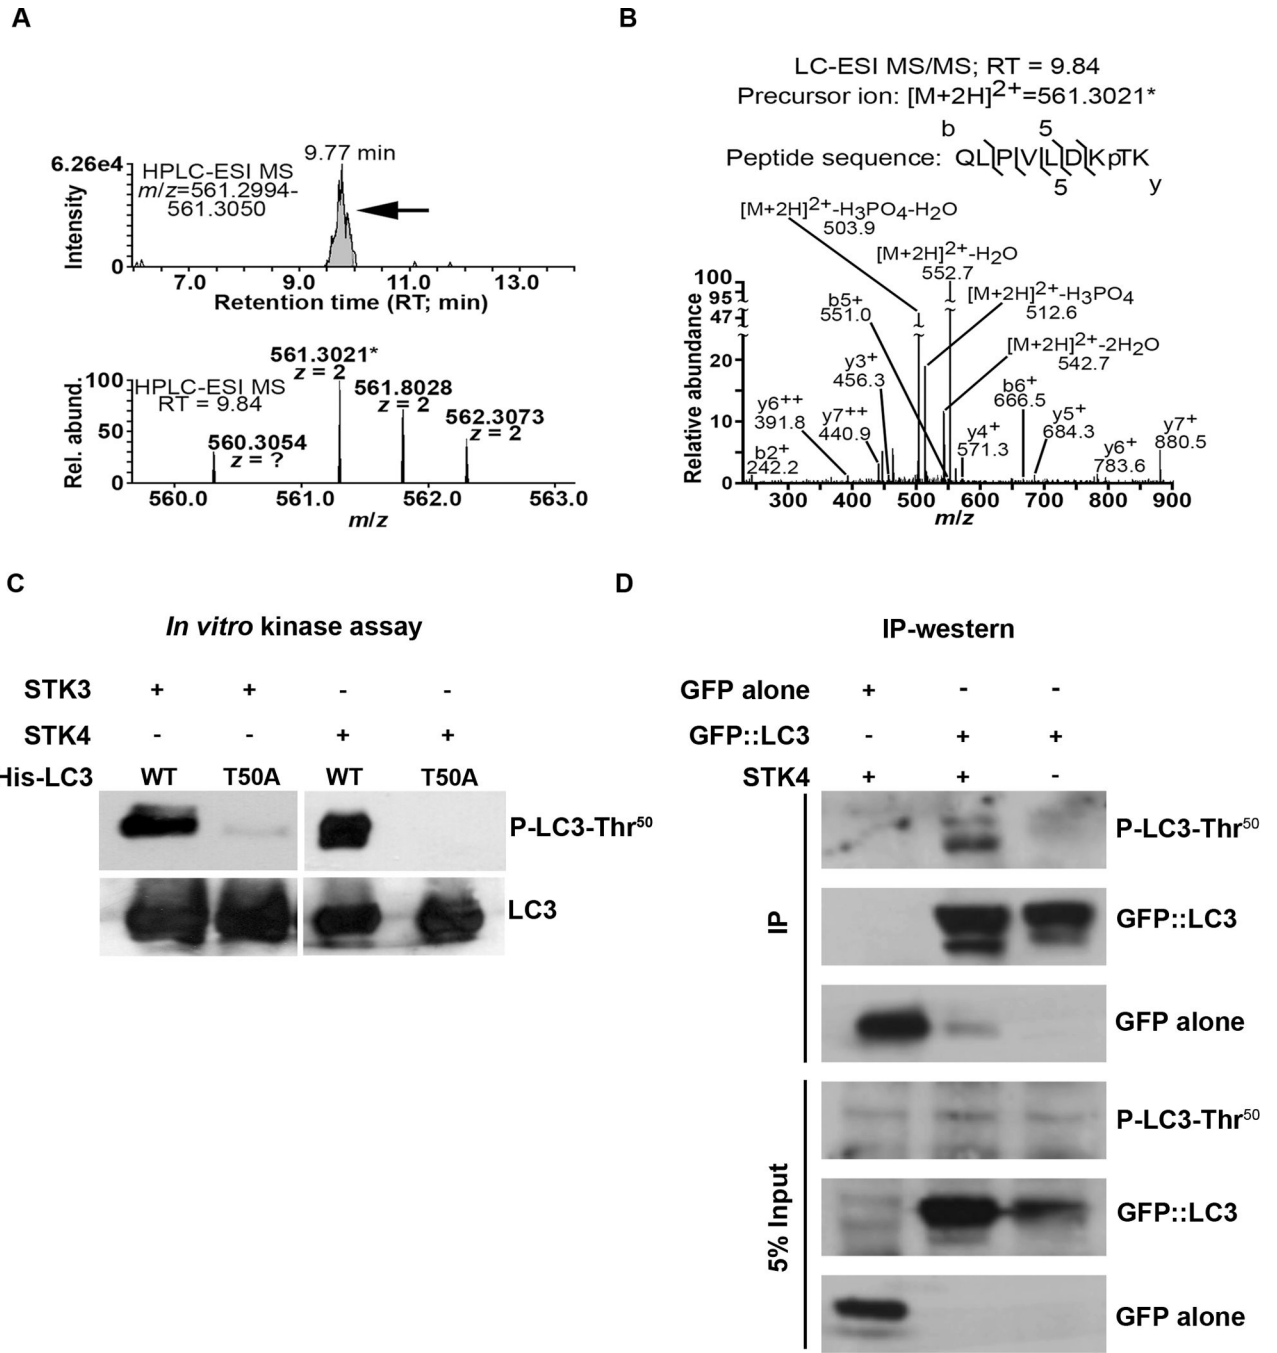 A
6.26e4
HPLC-ESI MS
m/z=561.2994-
561.3050
9.77 min
Intensity
0
7.0 9.0 11.0 13.0
Retention time (RT; min)
561.3021*
z = 2
561.8028
z = 2
562.3073
z = 2
560.3054
z = ?
HPLC-ESI MS
RT = 9.84
Rel. abund.
100
50
0
560.0 561.0 562.0 563.0
m/z
B
LC-ESI MS/MS; RT = 9.84
Precursor ion: [M+2H]2+=561.3021*
b 5
Peptide sequence: QLPVLDKpTK
5 y
[M+2H]2+-H3PO4-H2O
503.9
[M+2H]2+-H2O
552.7
[M+2H]2+-H3PO4
512.6
[M+2H]2+-2H2O
542.7
b5+
551.0
y3+
456.3
y6++
391.8
y7++
440.9
b2+
242.2
b6+
666.5
y4+
571.3
y5+
684.3
y6+
783.6
y7+
880.5
Relative abundance
100
95
47
20
10
0
300 400 500 600 700 800 900
m/z
C
In vitro kinase assay
STK3 + + - -
STK4 - - + +
His-LC3 WT T50A WT T50A
P-LC3-Thr50
LC3
D
IP-western
GFP alone + - -
GFP::LC3 - + +
STK4 + + -
IP
P-LC3-Thr50
GFP::LC3
GFP alone
5% Input
P-LC3-Thr50
GFP::LC3
GFP alone